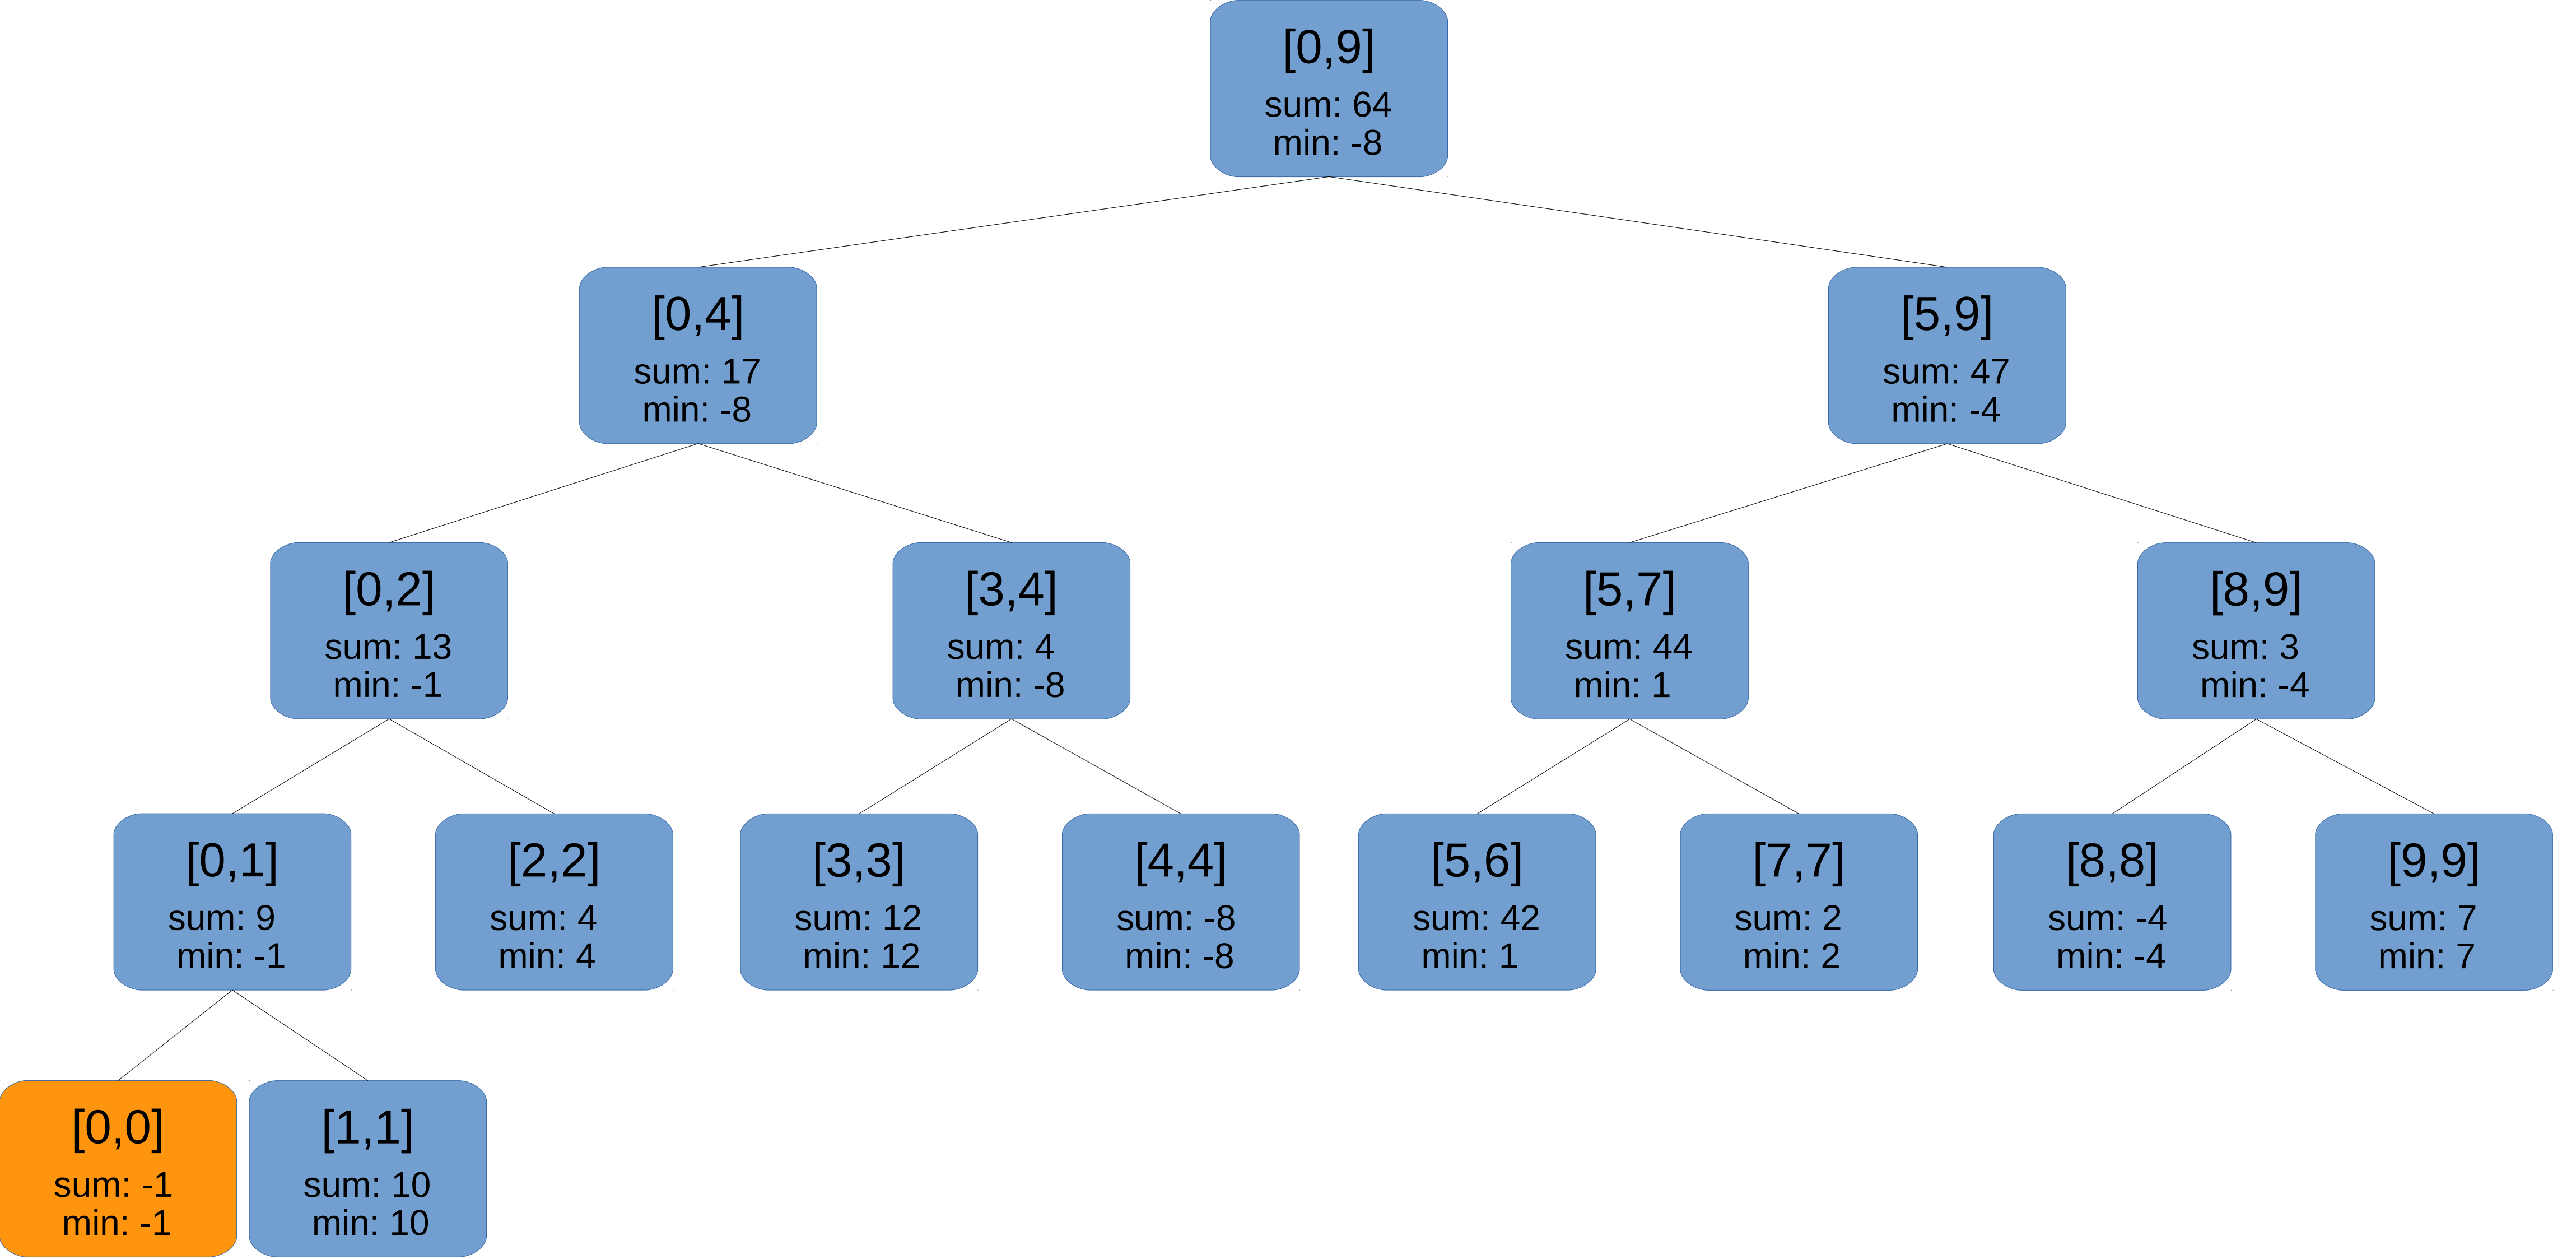 [0,9]
sum: 64
min: -8
[0,4]
sum: 17
min: -8
[5,9]
sum: 47
min: -4
[0,2]
sum: 13
min: -1
[3,4]
sum: 4
min: -8
[5,7]
sum: 44
min: 1
[8,9]
sum: 3
min: -4
[0,1]
sum: 9
min: -1
[2,2]
sum: 4
min: 4
[3,3]
sum: 12
min: 12
[4,4]
sum: -8
min: -8
[5,6]
sum: 42
min: 1
[7,7]
sum: 2
min: 2
[8,8]
sum: -4
min: -4
[9,9]
sum: 7
min: 7
[0,0]
sum: -1
min: -1
[1,1]
sum: 10
min: 10